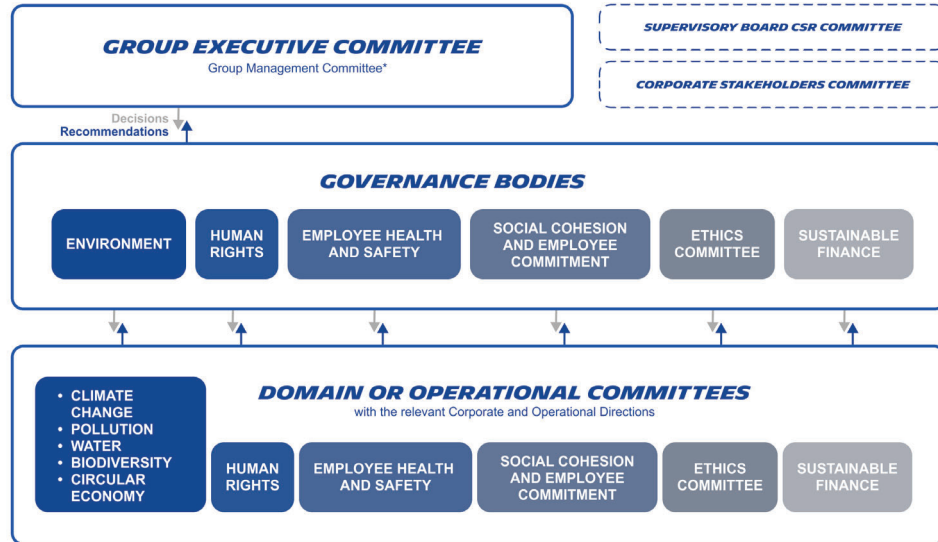 GROUP EXECUTIVE COMMITTEE
Group Management Committee*
SUPERVISORY BOARD CSR COMMITTEE
CORPORATE STAKEHOLDERS COMMITTEE
Decisions
Recommendations
GOVERNANCE BODIES
ENVIRONMENT
HUMAN
RIGHTS
EMPLOYEE HEALTH
AND SAFETY
SOCIAL COHESION
AND EMPLOYEE
COMMITMENT
ETHICS
COMMITTEE
SUSTAINABLE
FINANCE
DOMAIN OR OPERATIONAL COMMITTEES
with the relevant Corporate and Operational Directions
• CLIMATE
CHANGE
• POLLUTION
• WATER
• BIODIVERSITY
• CIRCULAR
ECONOMY
HUMAN
RIGHTS
EMPLOYEE HEALTH
AND SAFETY
SOCIAL COHESION
AND EMPLOYEE
COMMITMENT
ETHICS
COMMITTEE
SUSTAINABLE
FINANCE